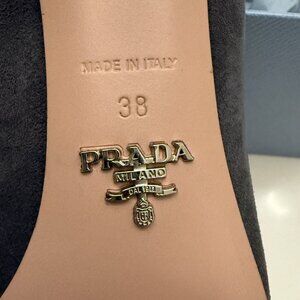 MADE IN ITALY
38
PRADA
MILANO
DAL 1913